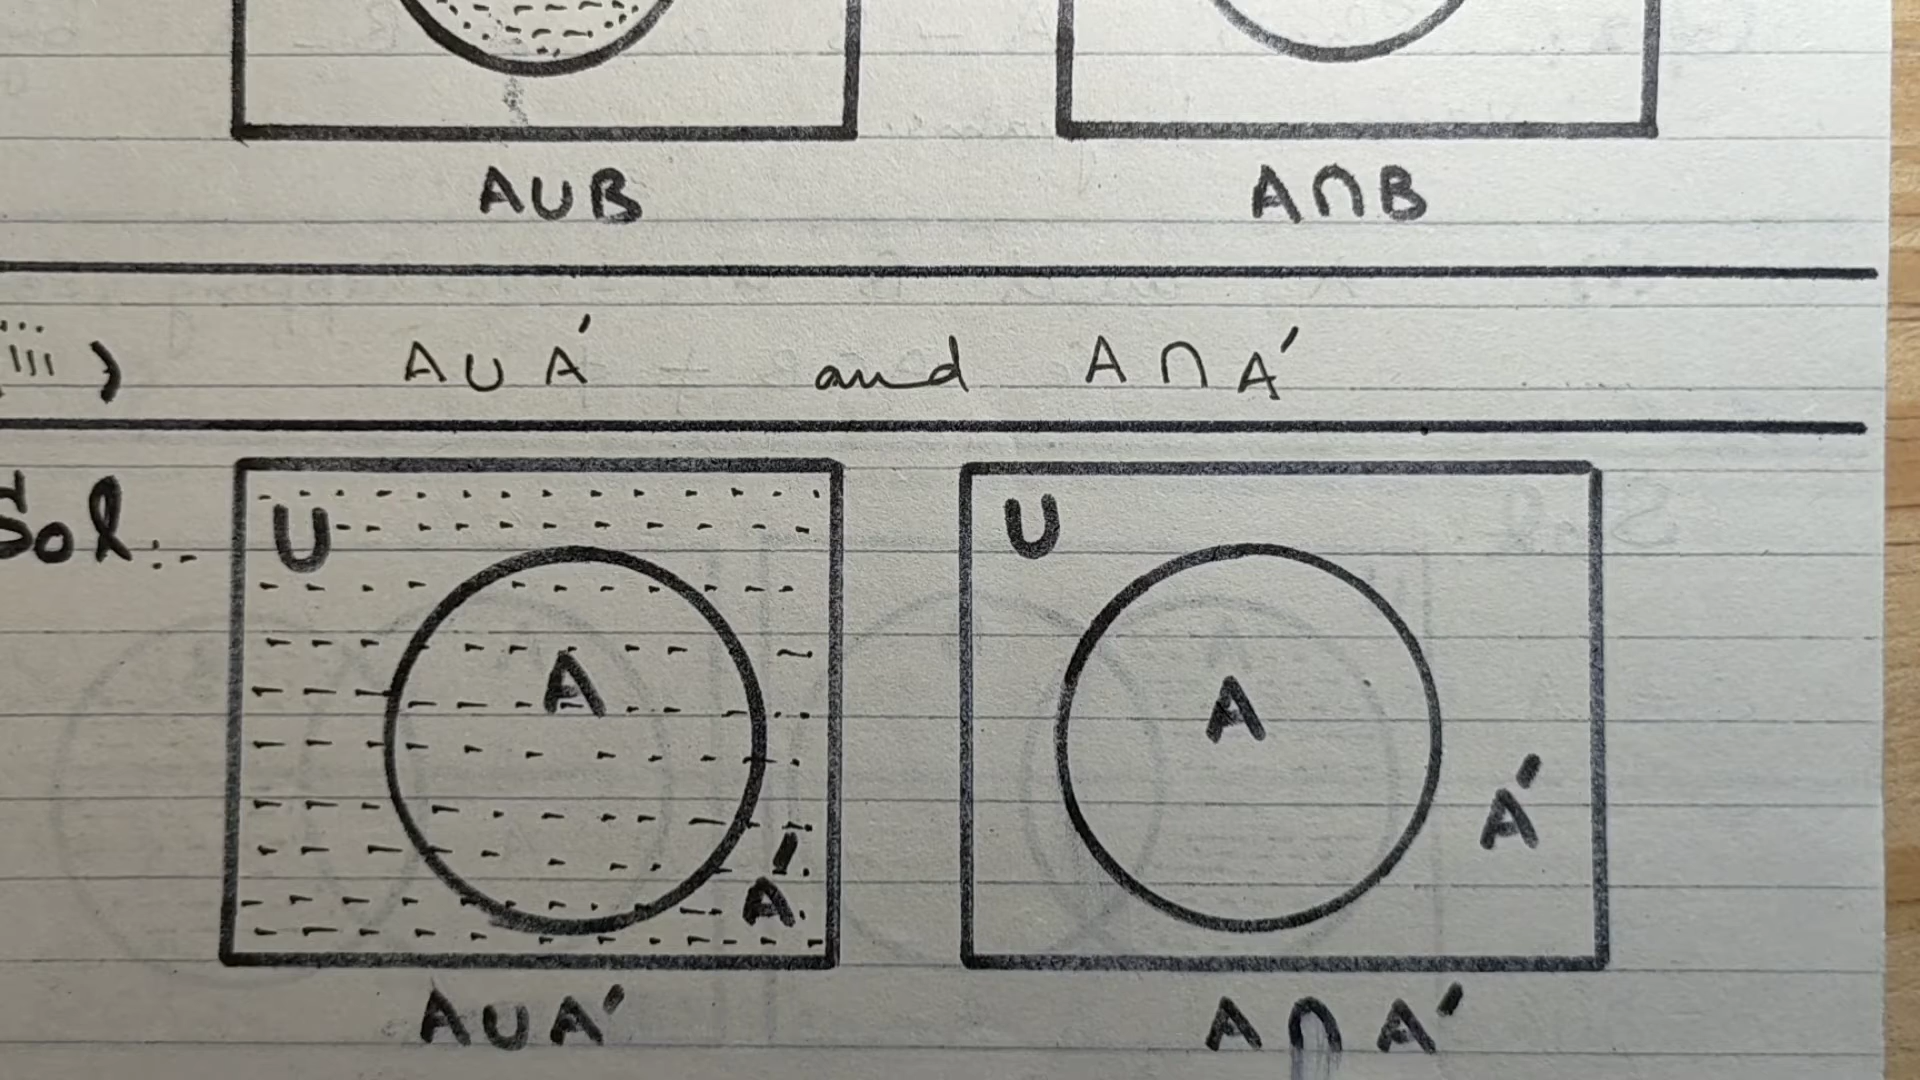 A∪B A∩B
iii) A∪A′ and A∩A′
Sol:-
U U
A A
A′ A′
A∪A′ A∩A′